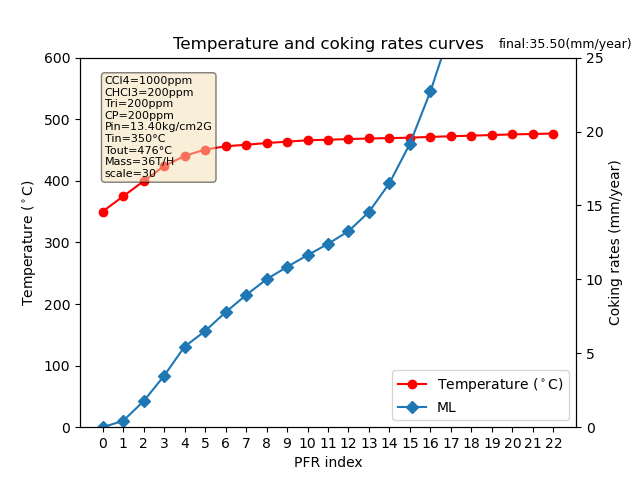 Temperature and coking rates curves
final:35.50(mm/year)
CCl4=1000ppm
CHCl3=200ppm
Tri=200ppm
CP=200ppm
Pin=13.40kg/cm2G
Tin=350°C
Tout=476°C
Mass=36T/H
scale=30
Temperature (°C)
600
500
400
300
200
100
0
25
20
15
10
5
0
Coking rates (mm/year)
Temperature (°C)
ML
0 1 2 3 4 5 6 7 8 9 10 11 12 13 14 15 16 17 18 19 20 21 22
PFR index